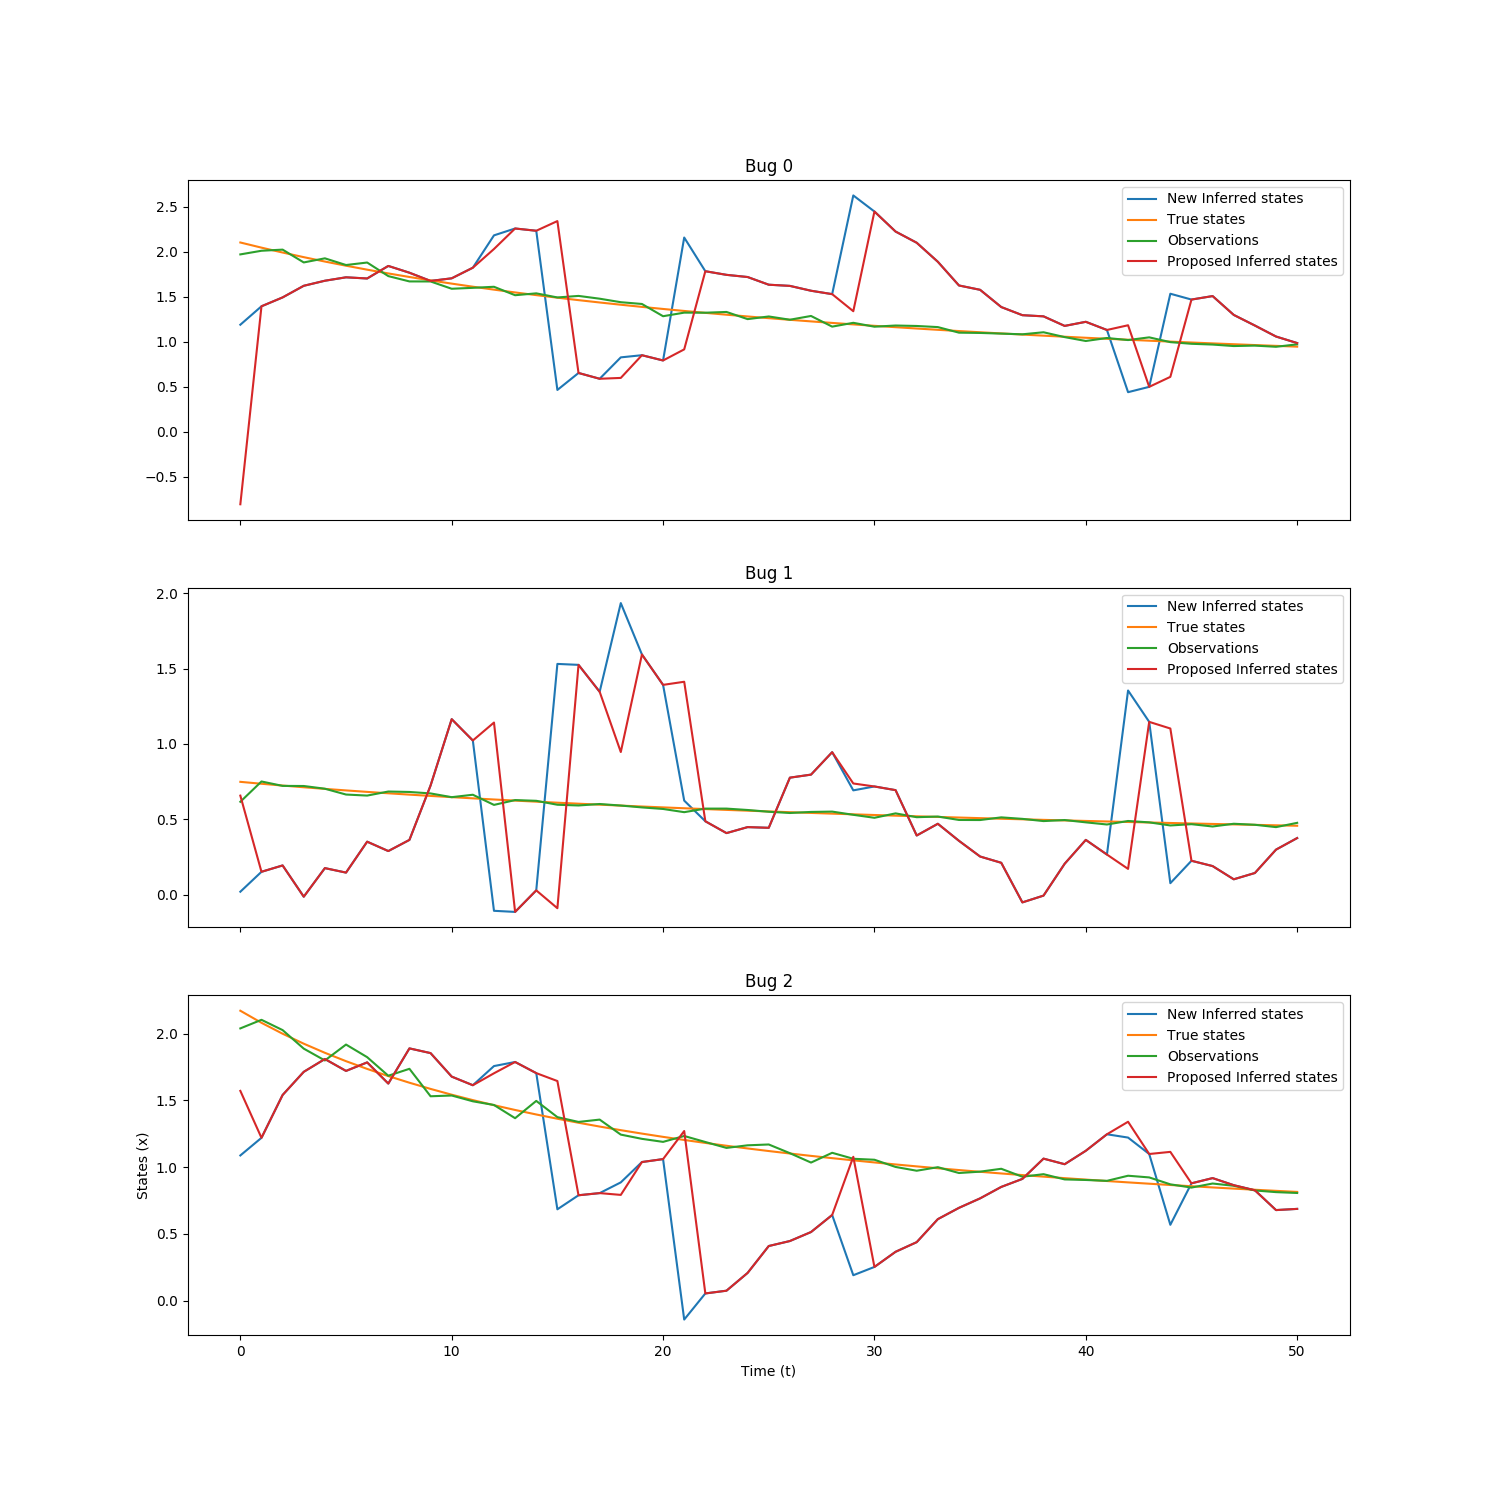 Bug 0
2.5
2.0
1.5
1.0
0.5
0.0
−0.5
New Inferred states
True states
Observations
Proposed Inferred states
Bug 1
2.0
1.5
1.0
0.5
0.0
New Inferred states
True states
Observations
Proposed Inferred states
Bug 2
States (x)
2.0
1.5
1.0
0.5
0.0
New Inferred states
True states
Observations
Proposed Inferred states
0 10 20 30 40 50
Time (t)